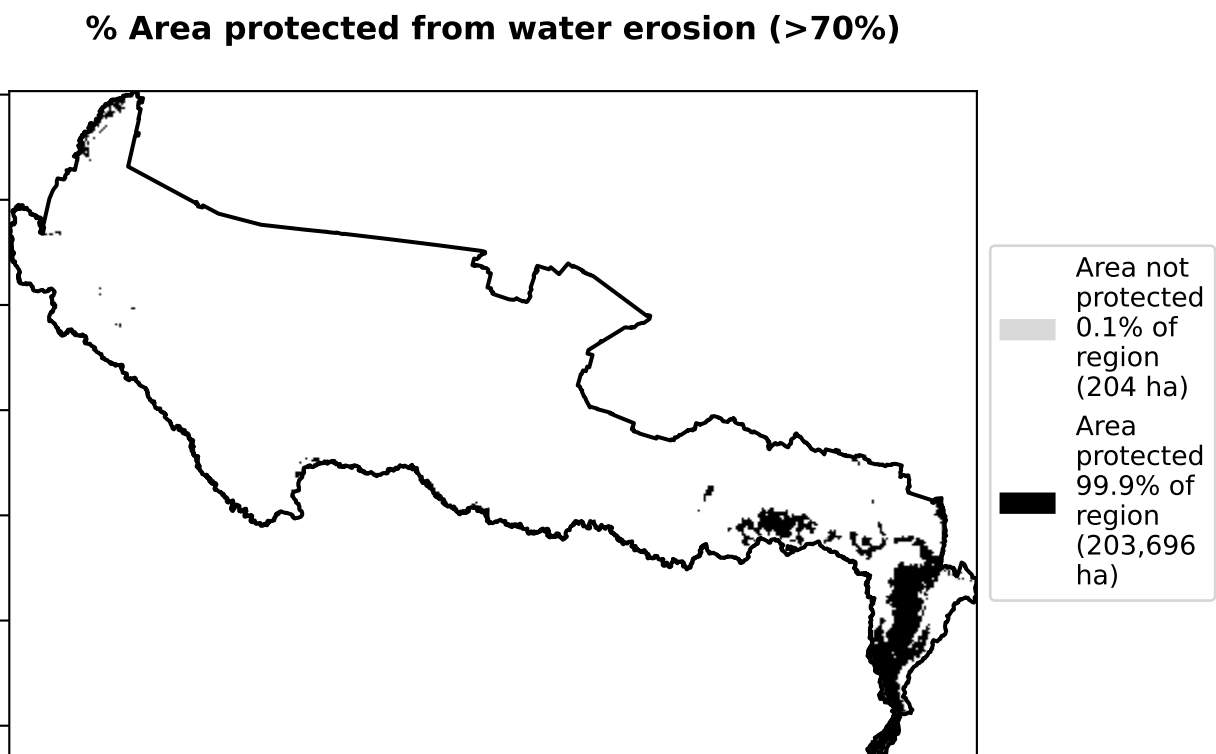 % Area protected from water erosion (>70%)
Area not
protected
0.1% of
region
(204 ha)
Area
protected
99.9% of
region
(203,696
ha)